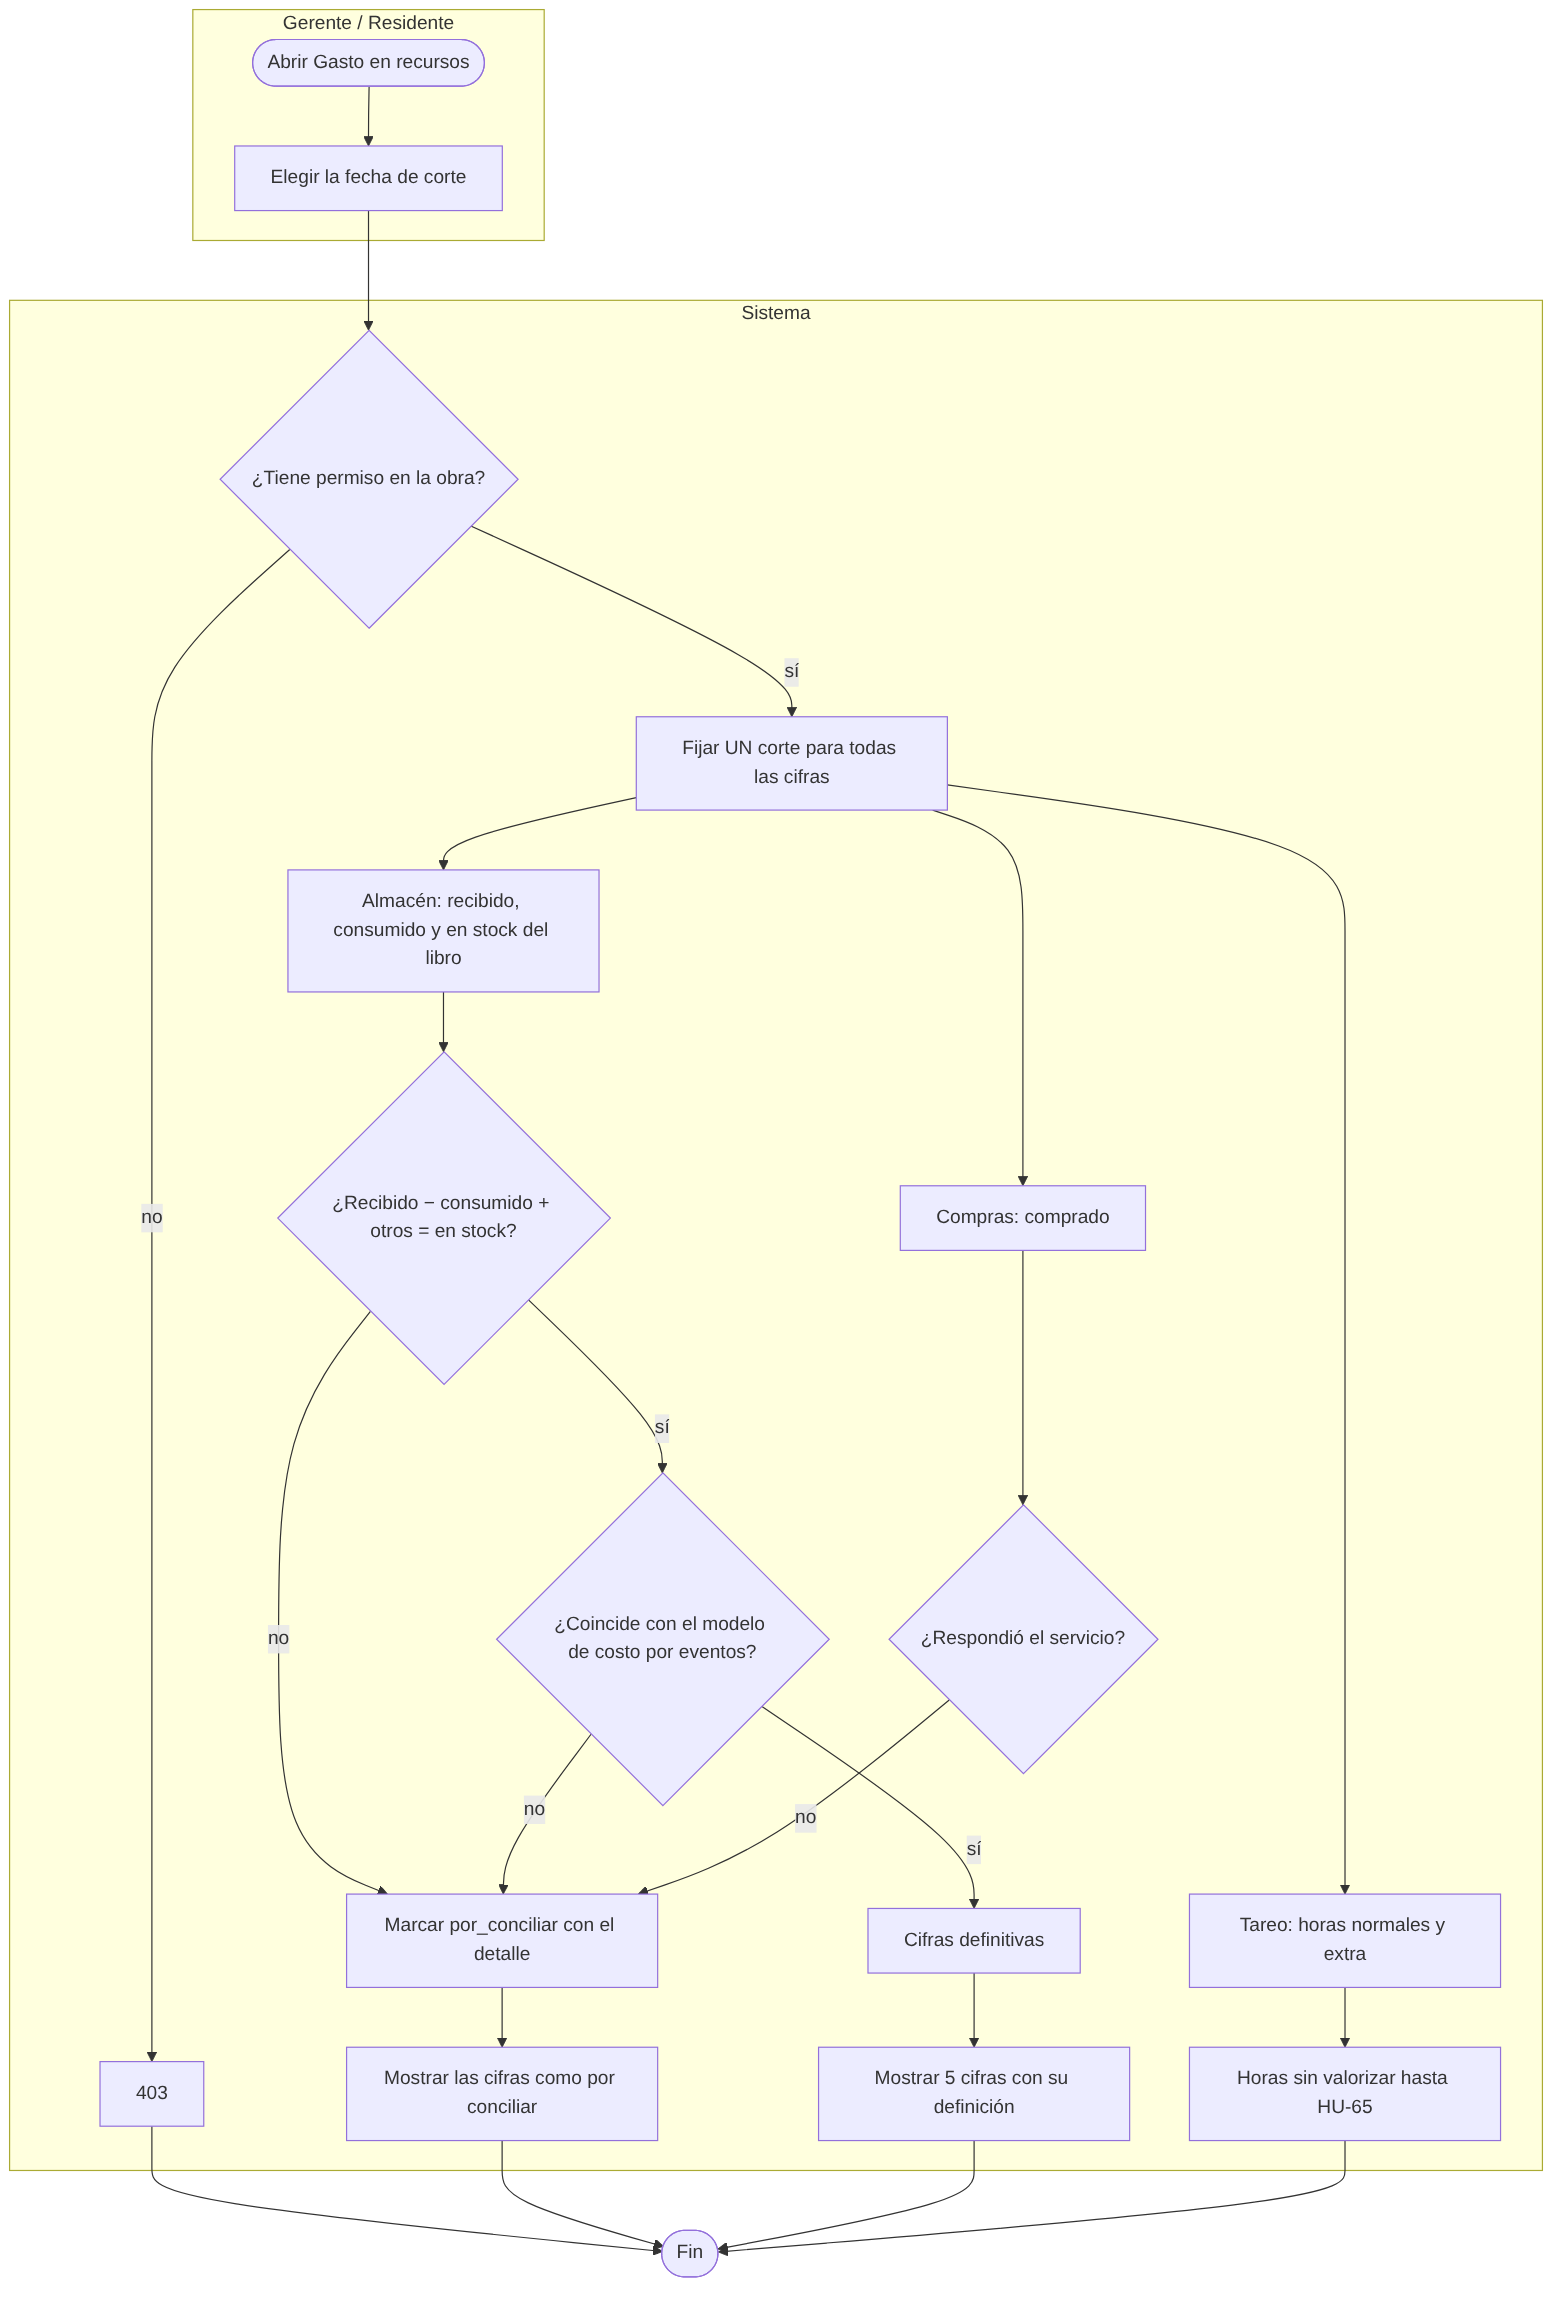 Gerente / Residente
Abrir Gasto en recursos
Elegir la fecha de corte
Sistema
¿Tiene permiso en la obra?
sí
Fijar UN corte para todas
las cifras
Almacén: recibido,
consumido y en stock del
libro
no
¿Recibido − consumido +
otros = en stock?
Compras: comprado
sí
no
¿Coincide con el modelo
de costo por eventos?
¿Respondió el servicio?
no
no
sí
Marcar por_conciliar con el
detalle
Cifras definitivas
Tareo: horas normales y
extra
403
Mostrar las cifras como por
conciliar
Mostrar 5 cifras con su
definición
Horas sin valorizar hasta
HU-65
Fin